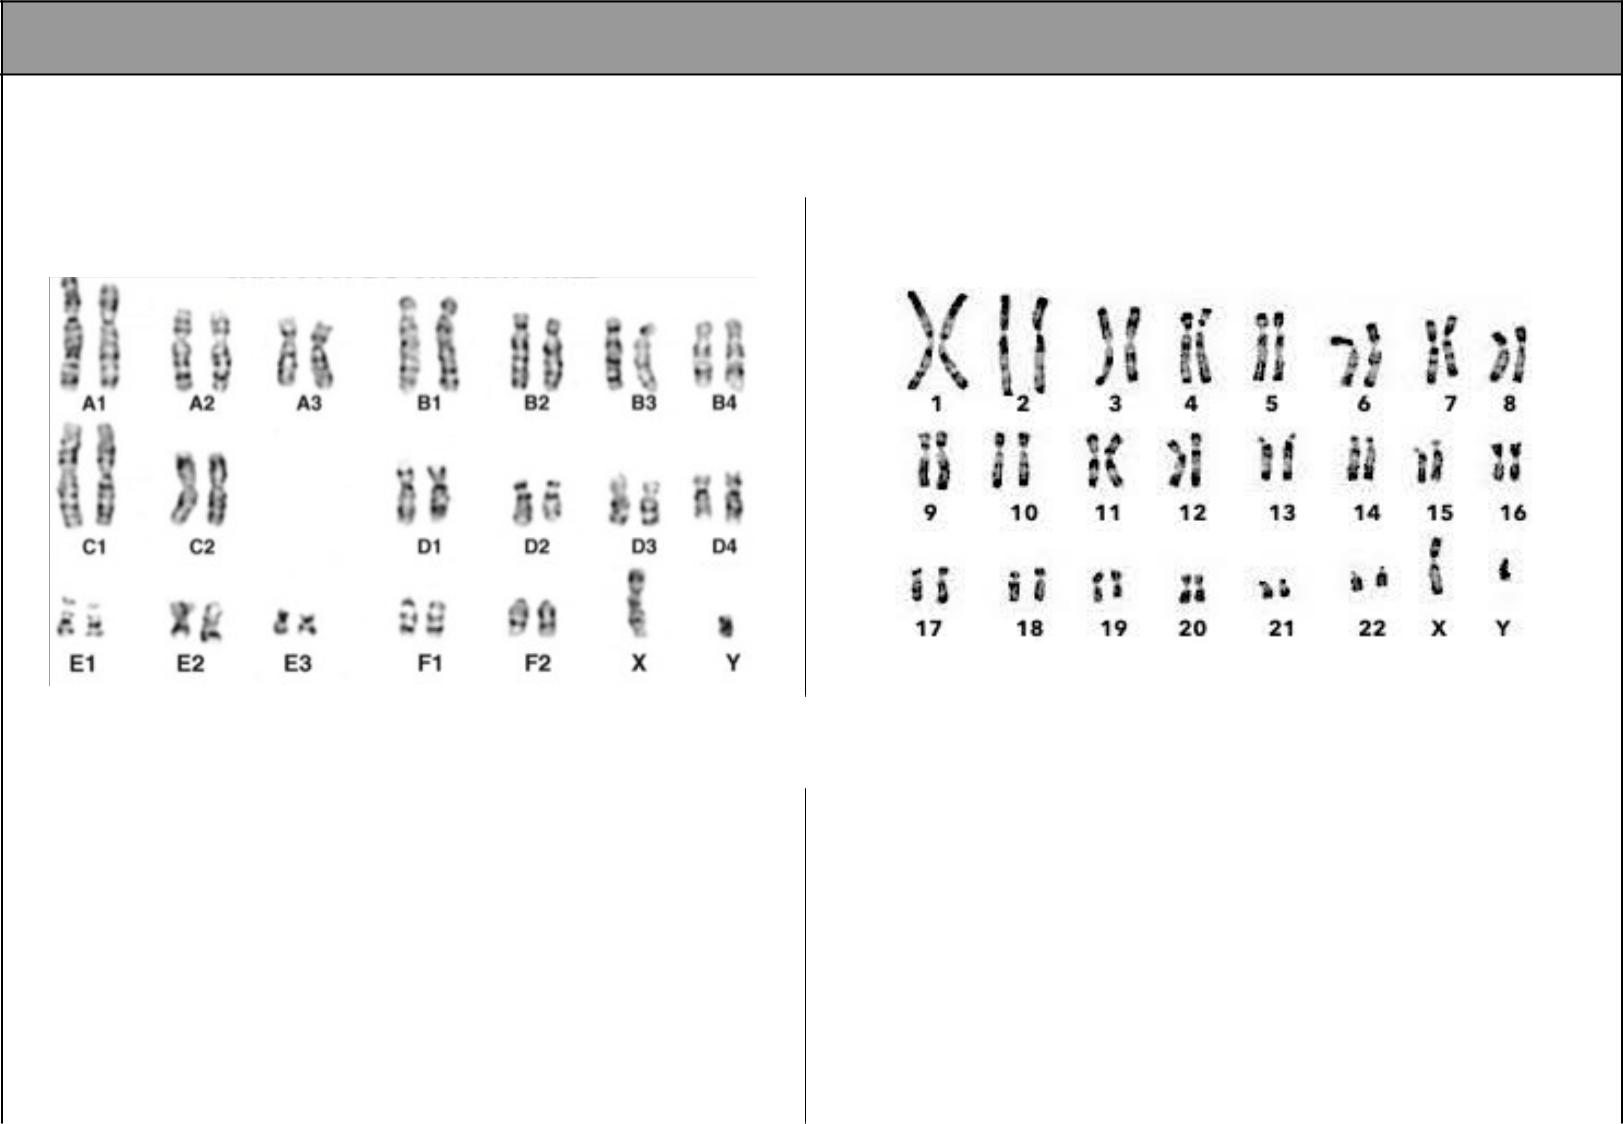 A1 A2 A3 B1 B2 B3 B4
C1 C2 D1 D2 D3 D4
E1 E2 E3 F1 F2 X Y
1 2 3 4 5 6 7 8
9 10 11 12 13 14 15 16
17 18 19 20 21 22 X Y